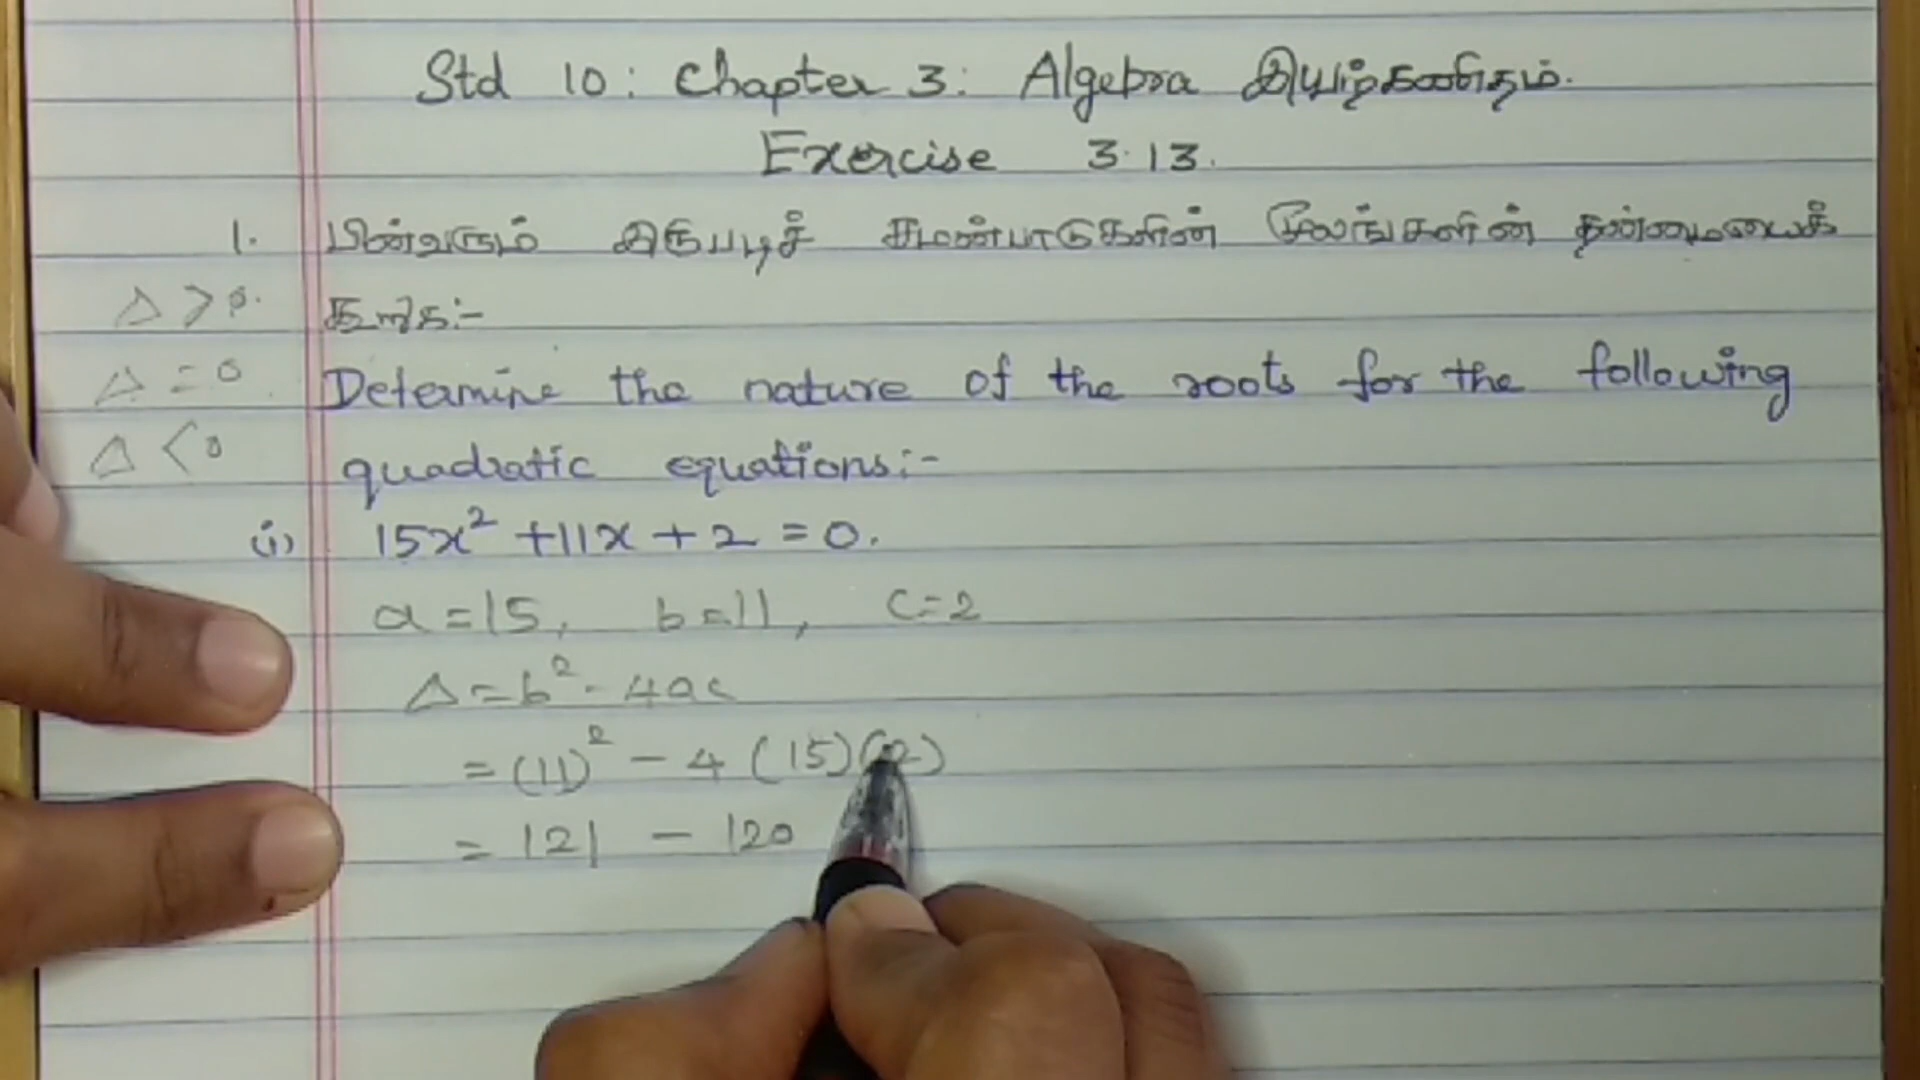 Std 10: Chapter 3: Algebra இயற்கணிதம்.
Exercise 3.13.
1. பின்வரும் இருபடிச் சமன்பாடுகளின் மூலங்களின் தன்மையைக்
Δ > 0. கூறுக:-
Δ = 0 Determine the nature of the roots for the following
Δ < 0 quadratic equations:-
(i) 15x² +11x + 2 = 0.
a = 15, b = 11, c = 2
Δ = b² - 4ac
= (11)² - 4 (15)(2)
= 121 - 120